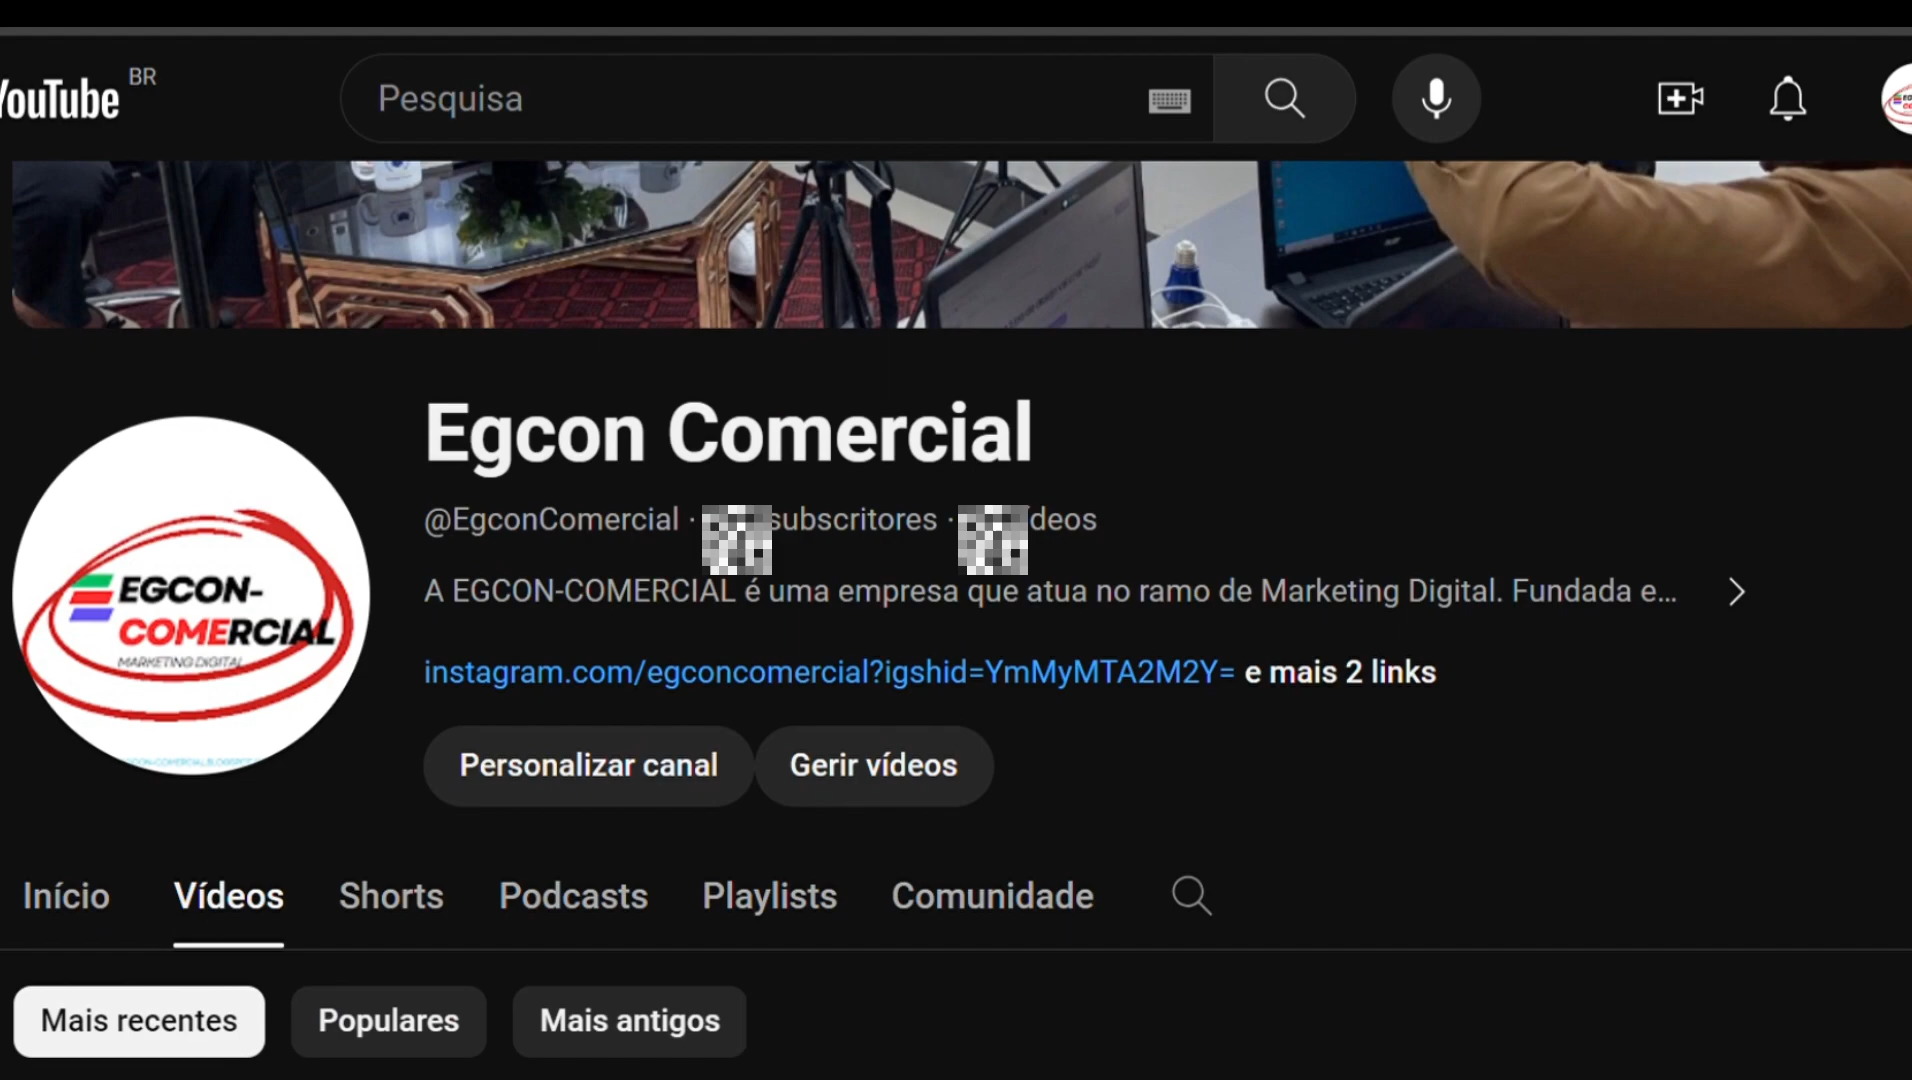 YouTube BR
Pesquisa
Egcon Comercial
@EgconComercial · subscritores ·
A EGCON-COMERCIAL é uma empresa que atua no ramo de Marketing Digital. Fundada e...
instagram.com/egconcomercial?igshid=YmMyMTA2M2Y= e mais 2 links
EGCON-
COMERCIAL
MARKETING DIGITAL
Personalizar canal Gerir vídeos
Início Vídeos Shorts Podcasts Playlists Comunidade
Mais recentes Populares Mais antigos